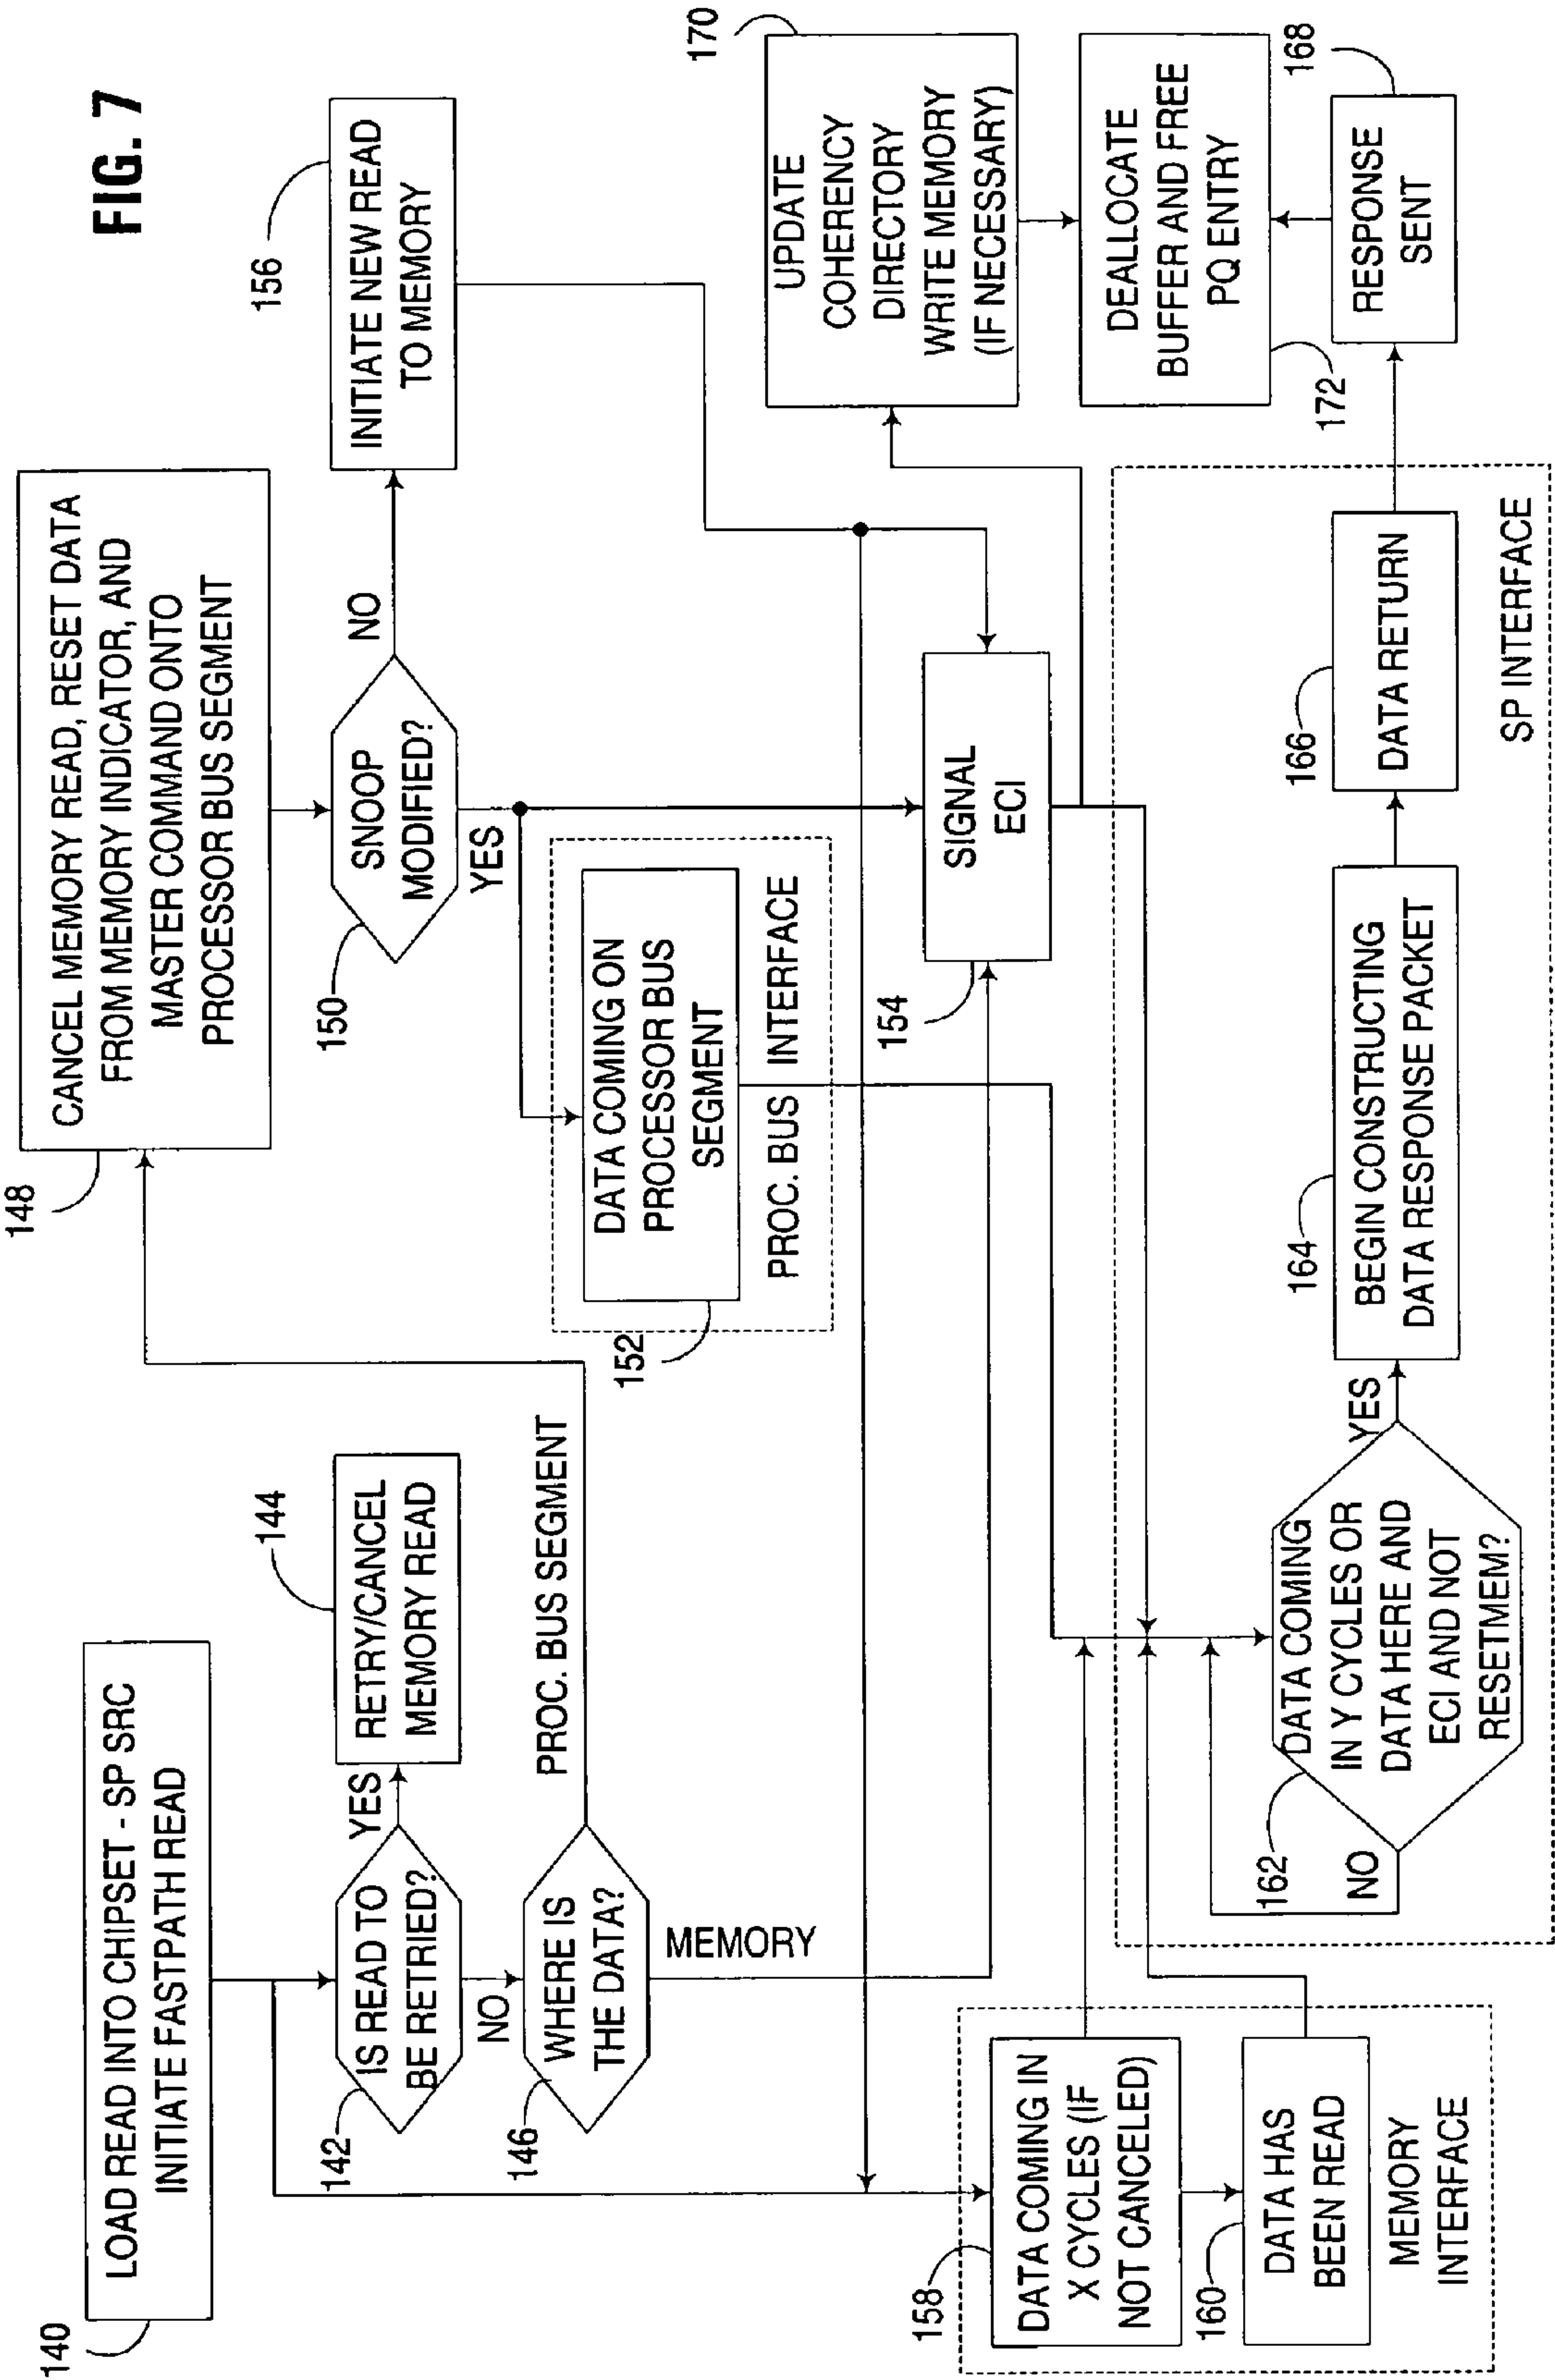 FIG. 7
140
LOAD READ INTO CHIPSET - SP SRC
INITIATE FASTPATH READ
142
IS READ TO
BE RETRIED?
YES
NO
144
RETRY/CANCEL
MEMORY READ
146
WHERE IS
THE DATA?
PROC. BUS SEGMENT
MEMORY
148
CANCEL MEMORY READ, RESET DATA
FROM MEMORY INDICATOR, AND
MASTER COMMAND ONTO
PROCESSOR BUS SEGMENT
150
SNOOP
MODIFIED?
NO
YES
156
INITIATE NEW READ
TO MEMORY
152
DATA COMING ON
PROCESSOR BUS
SEGMENT
PROC. BUS INTERFACE
154
SIGNAL
ECI
158
DATA COMING IN
X CYCLES (IF
NOT CANCELED)
160
DATA HAS
BEEN READ
MEMORY
INTERFACE
162
DATA COMING
IN Y CYCLES OR
DATA HERE AND
ECI AND NOT
RESETMEM?
NO
YES
164
BEGIN CONSTRUCTING
DATA RESPONSE PACKET
166
DATA RETURN
SP INTERFACE
168
RESPONSE
SENT
170
UPDATE
COHERENCY
DIRECTORY
WRITE MEMORY
(IF NECESSARY)
172
DEALLOCATE
BUFFER AND FREE
PQ ENTRY